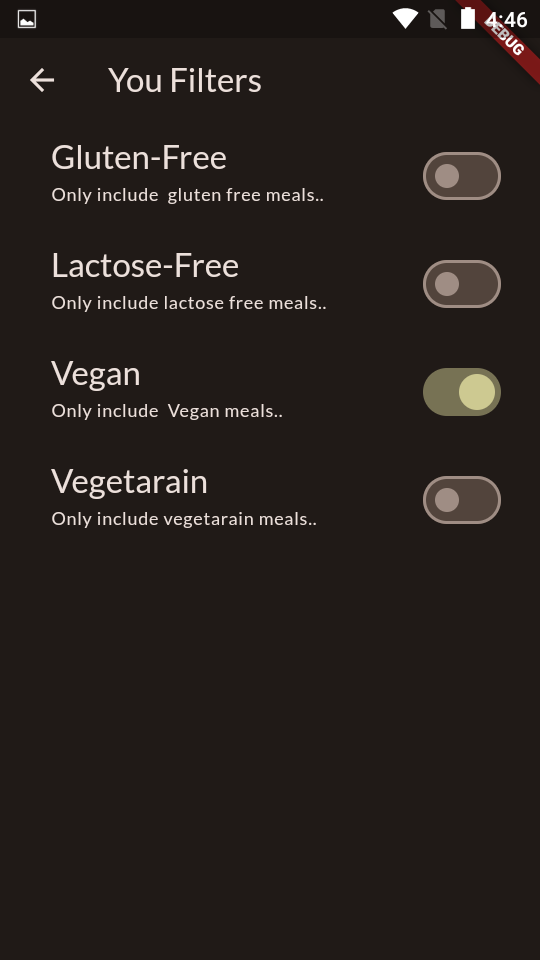 4:46
DEBUG
You Filters
Gluten-Free
Only include  gluten free meals..
Lactose-Free
Only include lactose free meals..
Vegan
Only include  Vegan meals..
Vegetarain
Only include vegetarain meals..